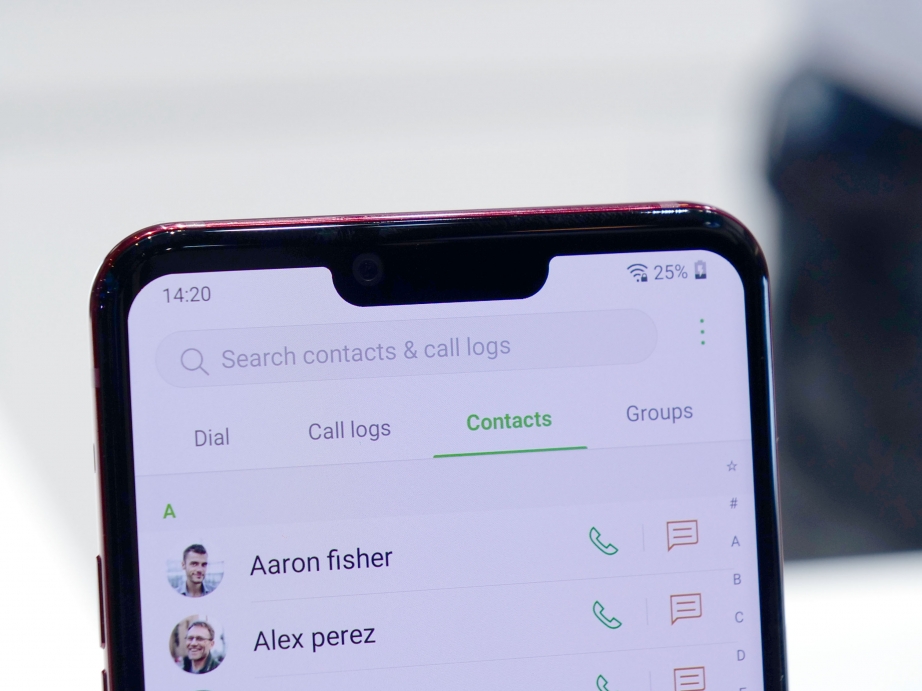 14:20
25%
Search contacts & call logs
Dial
Call logs
Contacts
Groups
☆
#
A
Aaron fisher
A
B
Alex perez
C
D